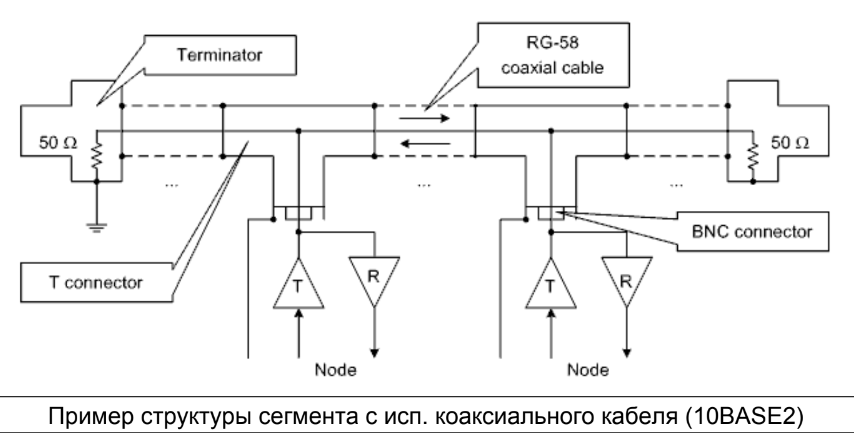 Terminator
RG-58
coaxial cable
50 Ω
50 Ω
...
...
...
BNC connector
T connector
T
R
T
R
Node
Node
Пример структуры сегмента с исп. коаксиального кабеля (10BASE2)